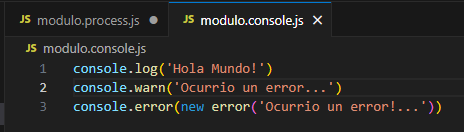 JS modulo.process.js
JS modulo.console.js
JS modulo.console.js
1 console.log('Hola Mundo!')
2 console.warn('Ocurrio un error...')
3 console.error(new error('Ocurrio un error!...'))